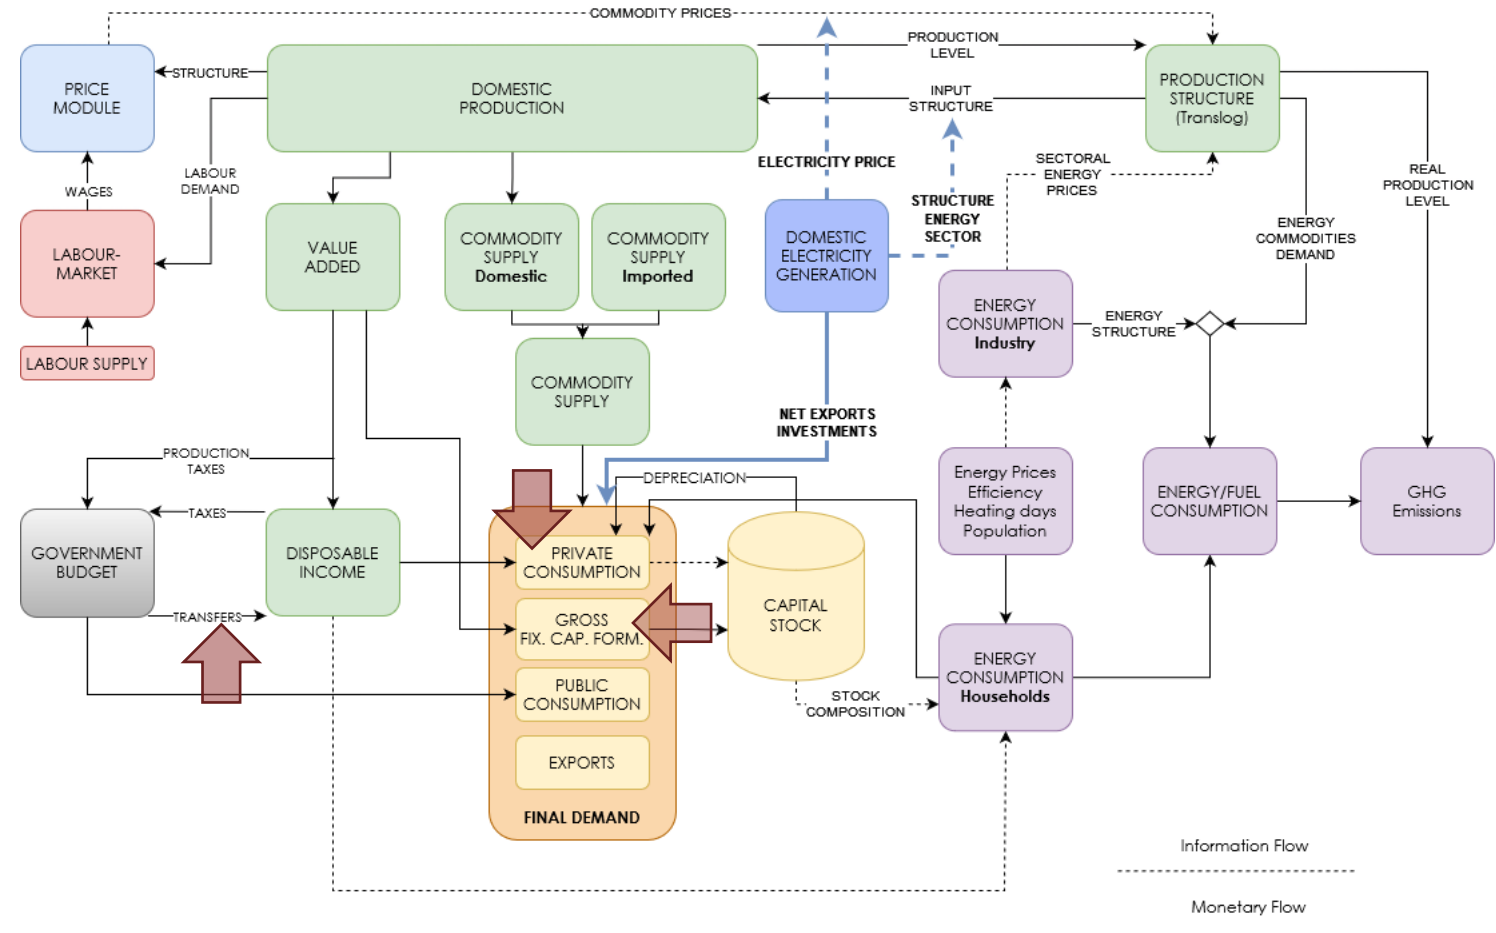 COMMODITY PRICES
PRICE
MODULE
STRUCTURE
DOMESTIC
PRODUCTION
PRODUCTION
LEVEL
INPUT
STRUCTURE
PRODUCTION
STRUCTURE
(Translog)
WAGES
LABOUR
DEMAND
ELECTRICITY PRICE
SECTORAL
ENERGY
PRICES
REAL
PRODUCTION
LEVEL
LABOUR-
MARKET
VALUE
ADDED
COMMODITY
SUPPLY
Domestic
COMMODITY
SUPPLY
Imported
DOMESTIC
ELECTRICITY
GENERATION
STRUCTURE
ENERGY
SECTOR
ENERGY
COMMODITIES
DEMAND
ENERGY
CONSUMPTION
Industry
ENERGY
STRUCTURE
LABOUR SUPPLY
COMMODITY
SUPPLY
NET EXPORTS
INVESTMENTS
PRODUCTION
TAXES
DEPRECIATION
Energy Prices
Efficiency
Heating days
Population
ENERGY/FUEL
CONSUMPTION
GHG
Emissions
TAXES
GOVERNMENT
BUDGET
DISPOSABLE
INCOME
TRANSFERS
PRIVATE
CONSUMPTION
GROSS
FIX. CAP. FORM.
PUBLIC
CONSUMPTION
EXPORTS
FINAL DEMAND
CAPITAL
STOCK
STOCK
COMPOSITION
ENERGY
CONSUMPTION
Households
Information Flow
Monetary Flow